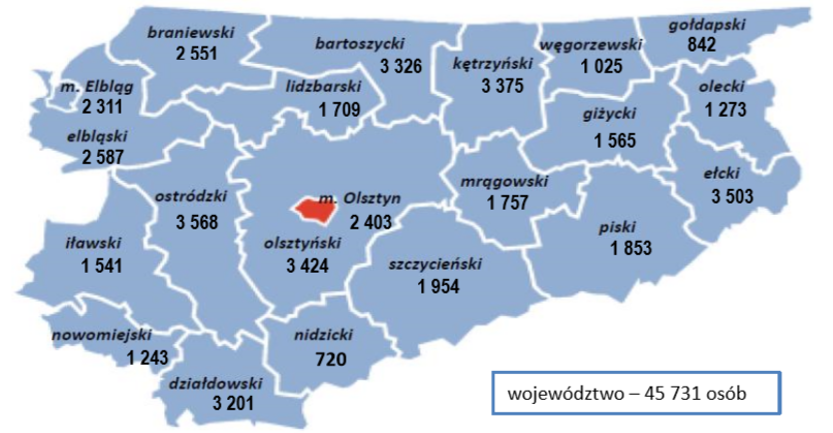 gołdapski
842
braniewski
2 551
bartoszycki
3 326
kętrzyński
3 375
węgorzewski
1 025
m. Elbląg
2 311
lidzbarski
1 709
olecki
1 273
giżycki
1 565
elbląski
2 587
ełcki
3 503
ostródzki
3 568
m. Olsztyn
2 403
mrągowski
1 757
piski
1 853
iławski
1 541
olsztyński
3 424
szczycieński
1 954
nowomiejski
1 243
nidzicki
720
działdowski
3 201
województwo – 45 731 osób